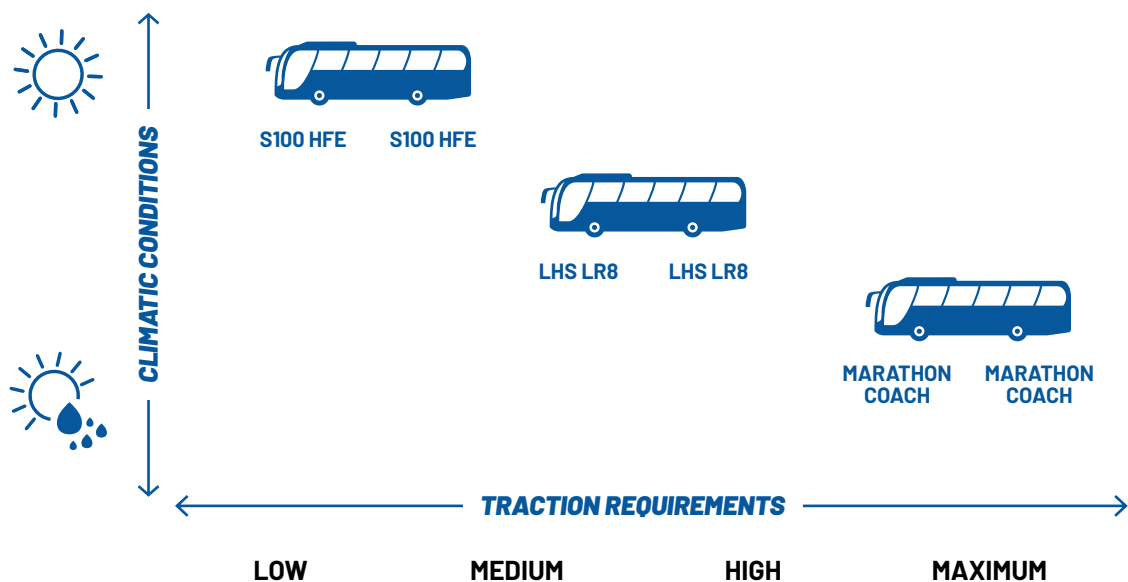 CLIMATIC CONDITIONS
S100 HFE S100 HFE
LHS LR8 LHS LR8
MARATHON MARATHON
COACH COACH
TRACTION REQUIREMENTS
LOW MEDIUM HIGH MAXIMUM